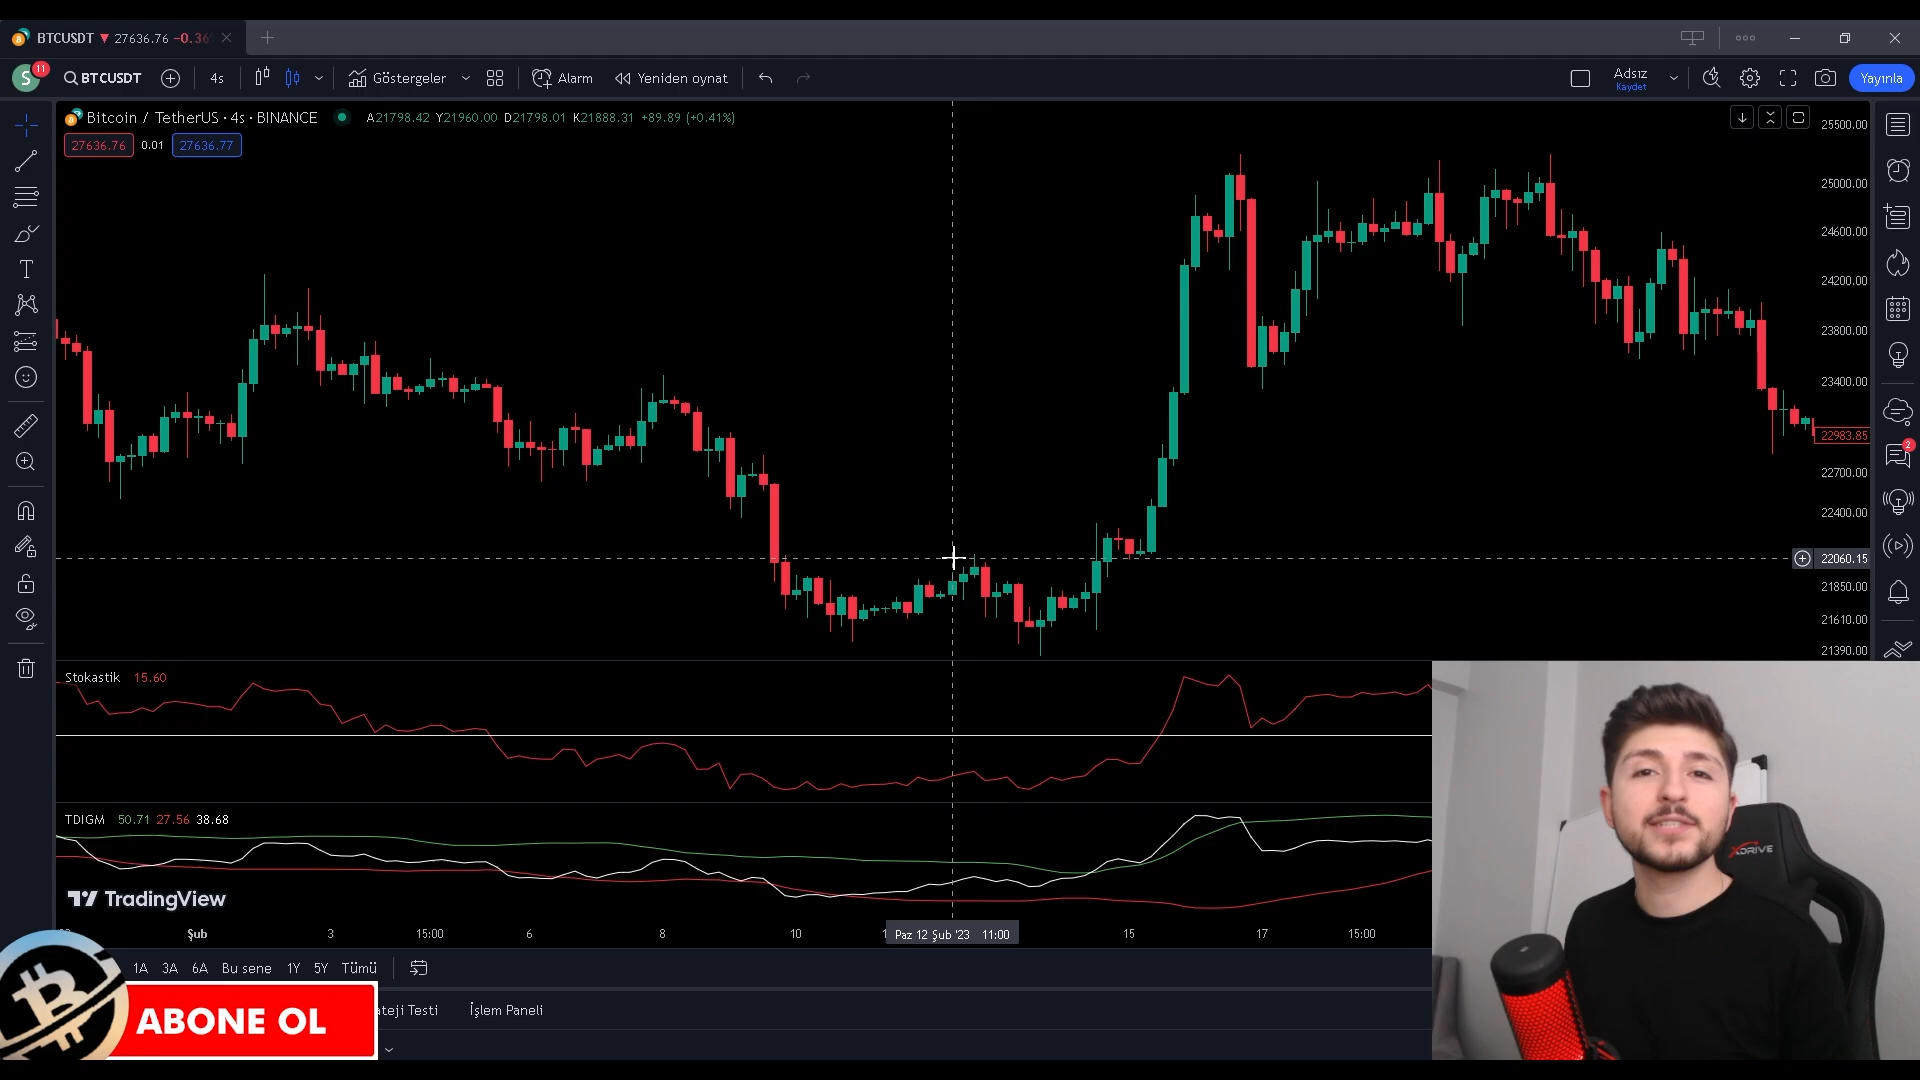 BTCUSDT 27636.76 −0.36
S 11 BTCUSDT 4s Göstergeler Alarm Yeniden oynat Adsız Kaydet Yayınla
Bitcoin / TetherUS · 4s · BINANCE A21798.42 Y21960.00 D21798.01 K21888.31 +89.89 (+0.41%)
27636.76 0.01 27636.77
25500.00
25000.00
24600.00
24200.00
23800.00
23400.00
22983.85
2
22700.00
22400.00
22060.15
21850.00
21610.00
21390.00
Stokastik 15.60
TDIGM 50.71 27.56 38.68
XDRIVE
TradingView
Şub 3 15:00 6 8 10 Paz 12 Şub '23 11:00 15 17 15:00
1A 3A 6A Bu sene 1Y 5Y Tümü
ateji Testi İşlem Paneli
ABONE OL